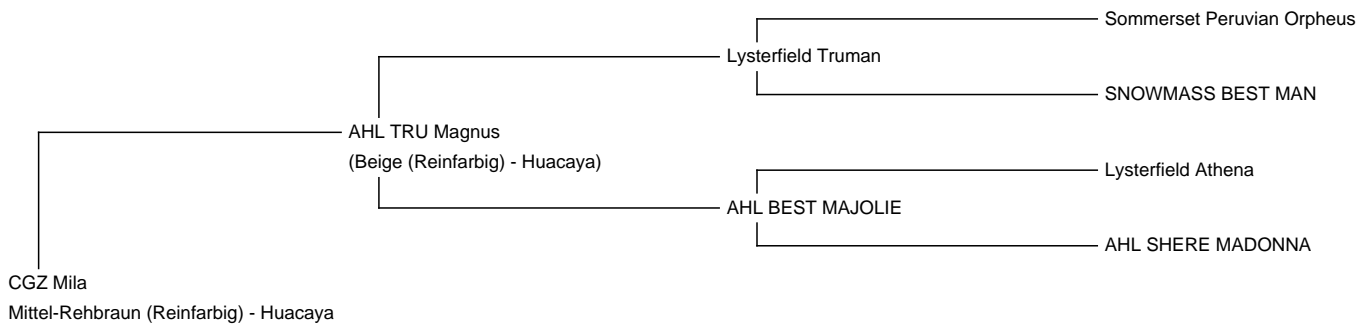 Sommerset Peruvian Orpheus
Lysterfield Truman
SNOWMASS BEST MAN
AHL TRU Magnus
(Beige (Reinfarbig) - Huacaya)
Lysterfield Athena
AHL BEST MAJOLIE
AHL SHERE MADONNA
CGZ Mila
Mittel-Rehbraun (Reinfarbig) - Huacaya